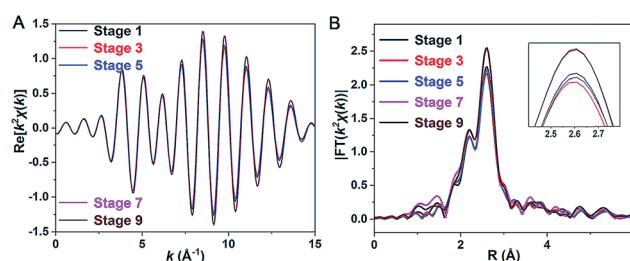 A
1.5
1.0
0.5
0.0
-0.5
-1.0
-1.5
Re[k²χ(k)]
Stage 1
Stage 3
Stage 5
Stage 7
Stage 9
0 5 10 15
k (Å⁻¹)
B
2.5
2.0
1.5
1.0
0.5
0.0
|FT(k²χ(k))|
Stage 1
Stage 3
Stage 5
Stage 7
Stage 9
2.5 2.6 2.7
0 2 4
R (Å)